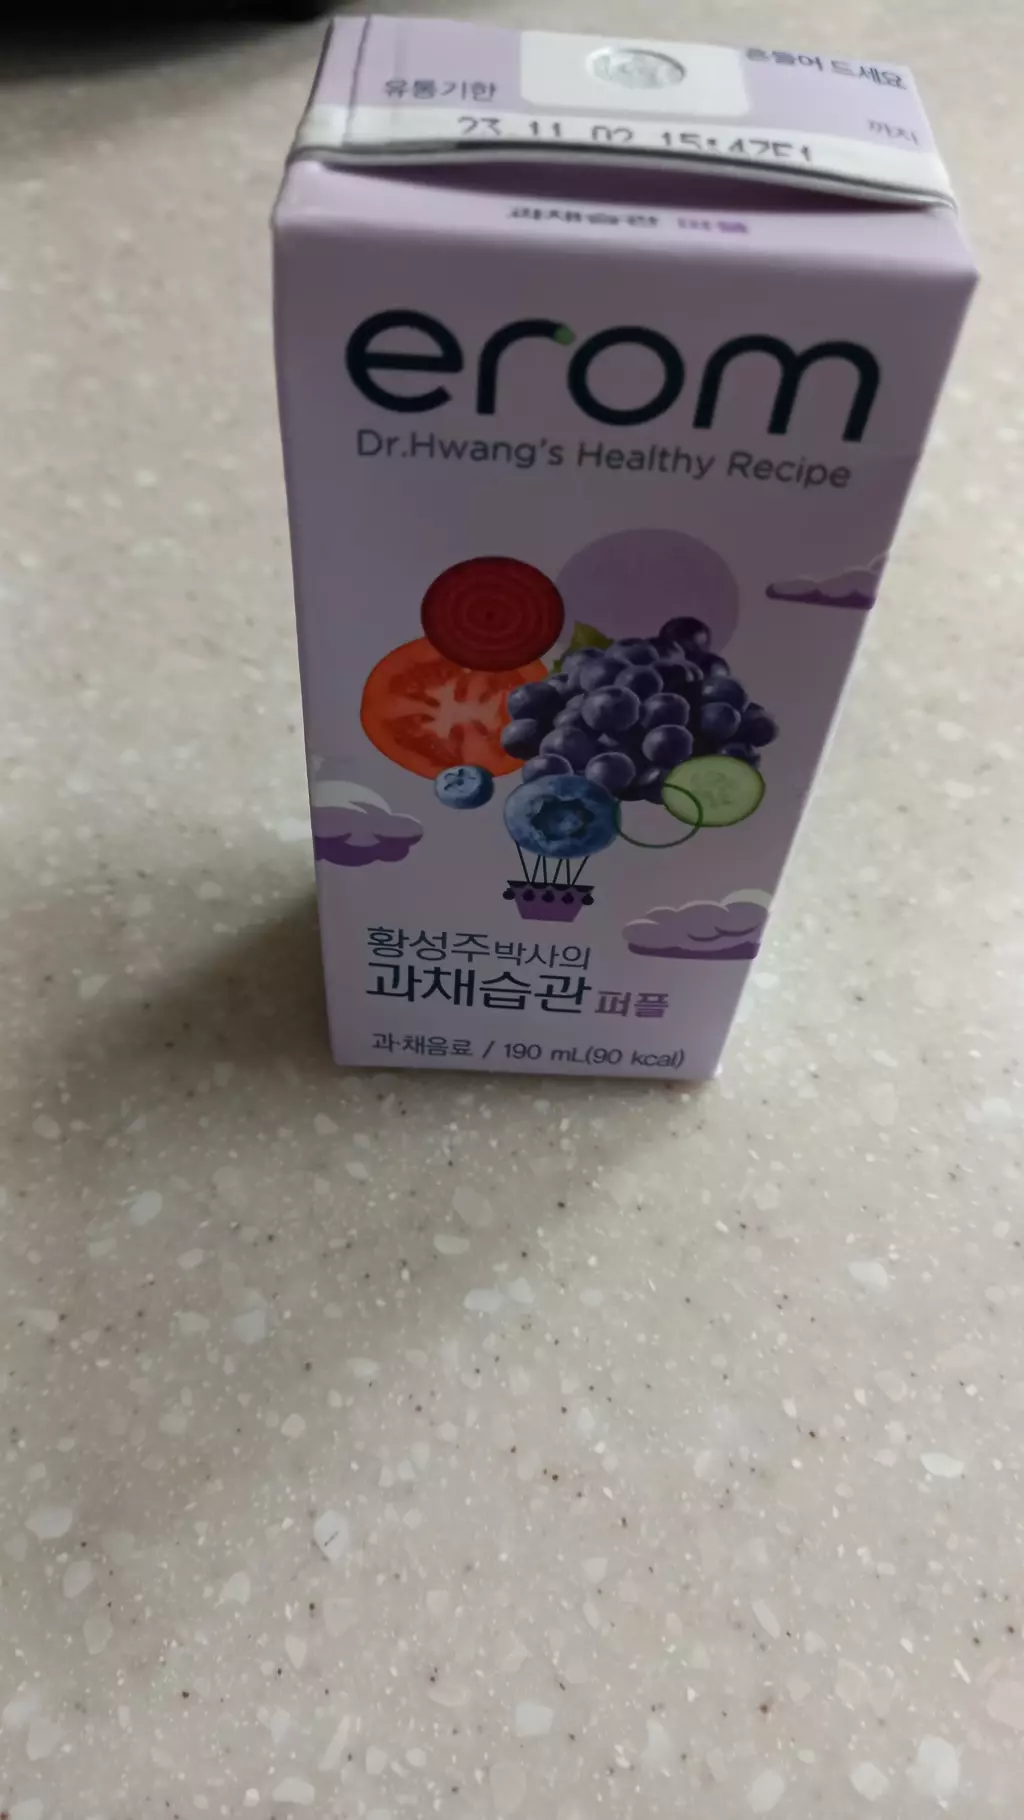 유통기한
흔들어 드세요
까지
23.11.02
과채습관 퍼플
erom
Dr.Hwang's Healthy Recipe
황성주박사의
과채습관 퍼플
과·채음료 / 190 mL(90 kcal)